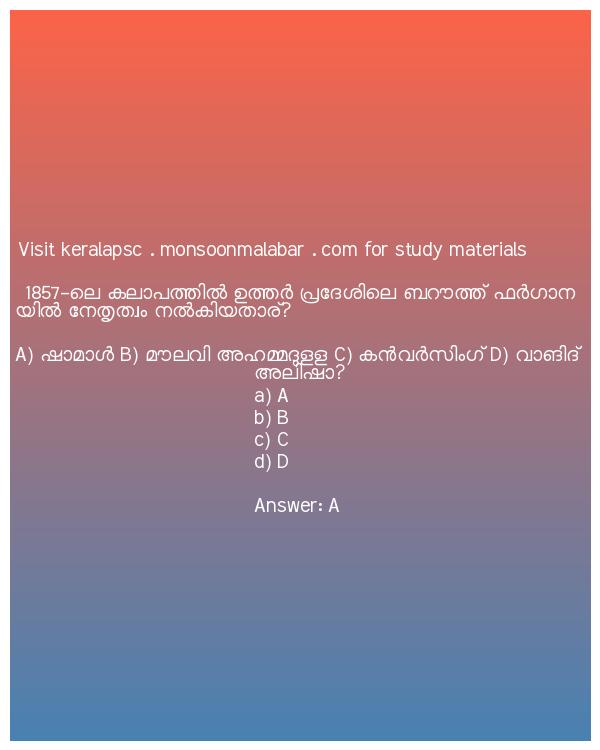 Visit keralapsc . monsoonmalabar . com for study materials
1857-ലെ കലാപത്തിൽ ഉത്തർ പ്രദേശിലെ ബറൗത്ത് ഫർഗാന
യിൽ നേതൃത്വം നൽകിയതാര്?
A) ഷാമാൾ B) മൗലവി അഹമ്മദുളള C) കൻവർസിംഗ് D) വാങിദ്
അലിഷാ?
a) A
b) B
c) C
d) D
Answer: A